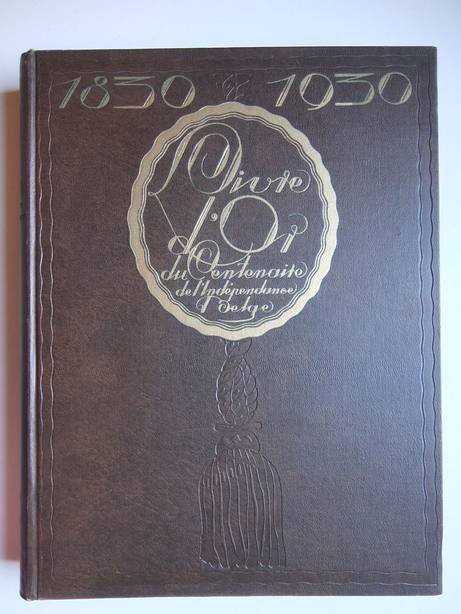 1830 1930
Livre
d'Or
du Centenaire
de l'Indépendance
Belge